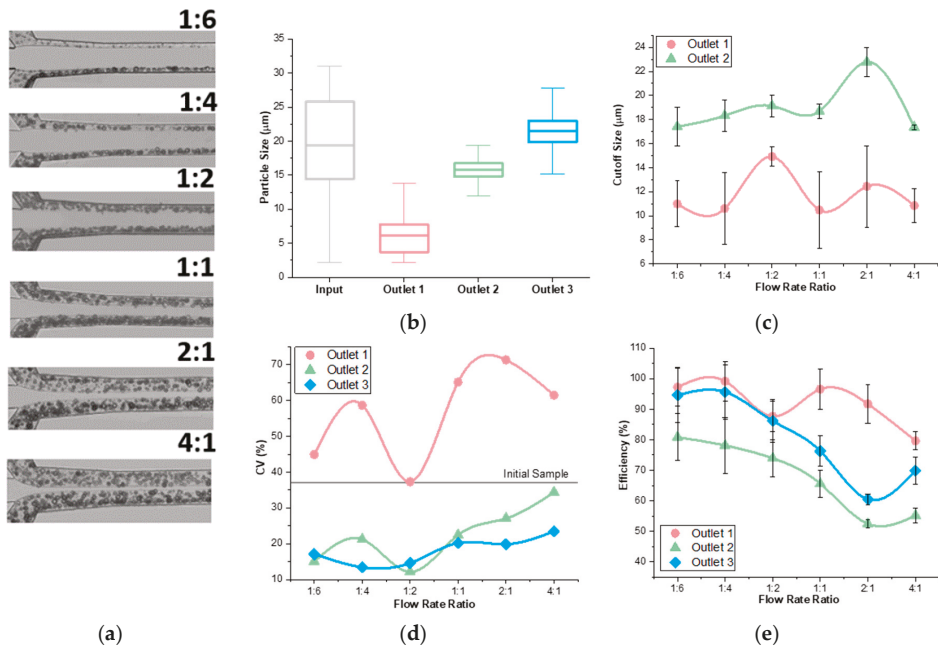 1:6
1:4
1:2
1:1
2:1
4:1
(a)
35
30
25
20
15
10
5
0
Particle Size (μm)
Input
Outlet 1
Outlet 2
Outlet 3
(b)
Outlet 1
Outlet 2
24
22
20
18
16
14
12
10
8
6
Cutoff Size (μm)
1:6
1:4
1:2
1:1
2:1
4:1
Flow Rate Ratio
(c)
Outlet 1
Outlet 2
Outlet 3
70
60
50
40
30
20
10
CV (%)
Initial Sample
1:6
1:4
1:2
1:1
2:1
4:1
Flow Rate Ratio
(d)
110
100
90
80
70
60
50
40
Efficiency (%)
Outlet 1
Outlet 2
Outlet 3
1:6
1:4
1:2
1:1
2:1
4:1
Flow Rate Ratio
(e)